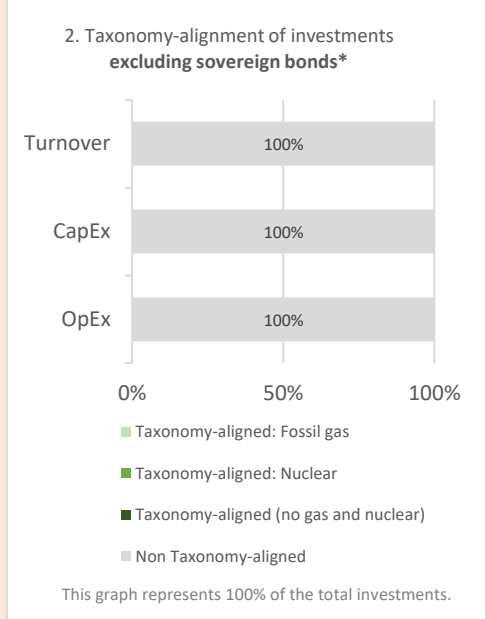 2. Taxonomy-alignment of investments
excluding sovereign bonds*
Turnover
100%
CapEx
100%
OpEx
100%
0%
50%
100%
Taxonomy-aligned: Fossil gas
Taxonomy-aligned: Nuclear
Taxonomy-aligned (no gas and nuclear)
Non Taxonomy-aligned
This graph represents 100% of the total investments.